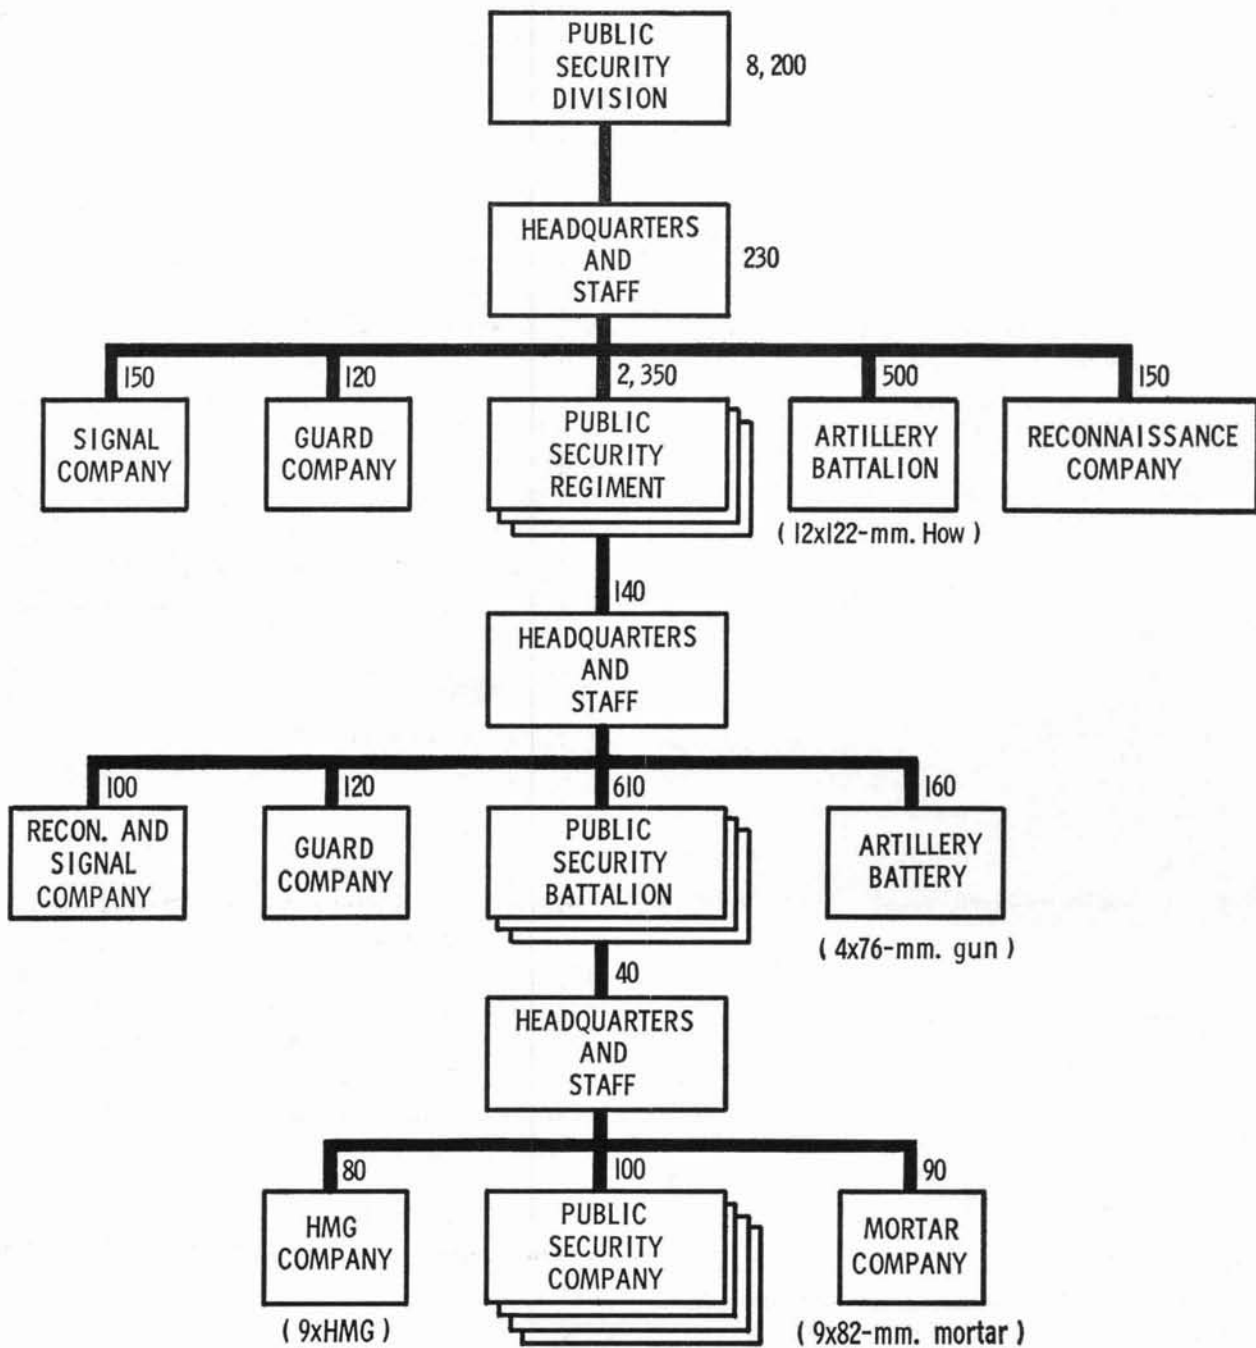 PUBLIC
SECURITY
DIVISION
8,200
HEADQUARTERS
AND
STAFF
230
150
SIGNAL
COMPANY
120
GUARD
COMPANY
2,350
PUBLIC
SECURITY
REGIMENT
500
ARTILLERY
BATTALION
(12x122-mm. How)
150
RECONNAISSANCE
COMPANY
140
HEADQUARTERS
AND
STAFF
100
RECON. AND
SIGNAL
COMPANY
120
GUARD
COMPANY
610
PUBLIC
SECURITY
BATTALION
160
ARTILLERY
BATTERY
(4x76-mm. gun)
40
HEADQUARTERS
AND
STAFF
80
HMG
COMPANY
(9xHMG)
100
PUBLIC
SECURITY
COMPANY
90
MORTAR
COMPANY
(9x82-mm. mortar)